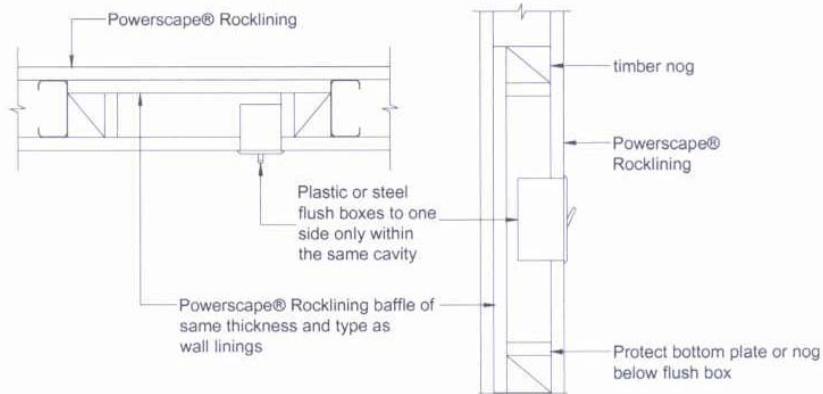 Powerscape® Rocklining
timber nog
Powerscape®
Rocklining
Plastic or steel
flush boxes to one
side only within
the same cavity
Powerscape® Rocklining baffle of
same thickness and type as
wall linings
Protect bottom plate or nog
below flush box